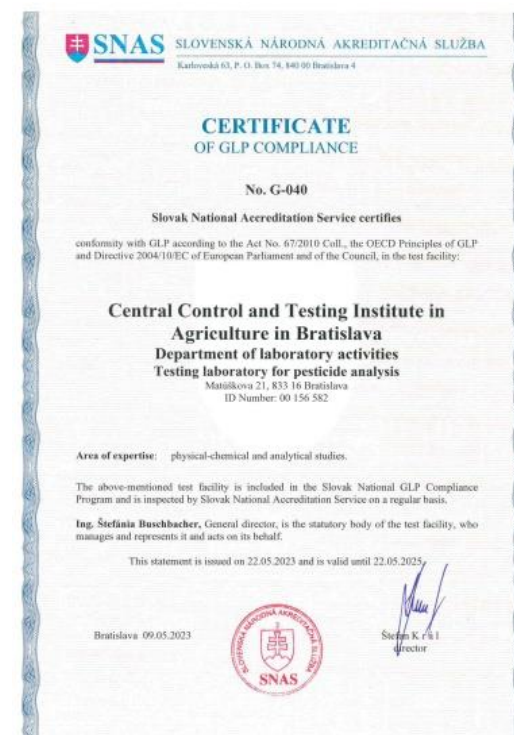 SNAS SLOVENSKÁ NÁRODNÁ AKREDITAČNÁ SLUŽBA
Karloveská 63, P. O. Box 74, 840 00 Bratislava 4
CERTIFICATE
OF GLP COMPLIANCE
No. G-040
Slovak National Accreditation Service certifies
conformity with GLP according to the Act No. 67/2010 Coll., the OECD Principles of GLP
and Directive 2004/10/EC of European Parliament and of the Council, in the test facility:
Central Control and Testing Institute in
Agriculture in Bratislava
Department of laboratory activities
Testing laboratory for pesticide analysis
Matúškova 21, 833 16 Bratislava
ID Number: 00 156 582
Area of expertise: physical-chemical and analytical studies.
The above-mentioned test facility is included in the Slovak National GLP Compliance
Program and is inspected by Slovak National Accreditation Service on a regular basis.
Ing. Štefánia Buschbacher, General director, is the statutory body of the test facility, who
manages and represents it and acts on its behalf.
This statement is issued on 22.05.2023 and is valid until 22.05.2025.
Bratislava 09.05.2023
Štefan K r á l
director
SLOVENSKÁ NÁRODNÁ AKREDITAČNÁ SLUŽBA
SNAS